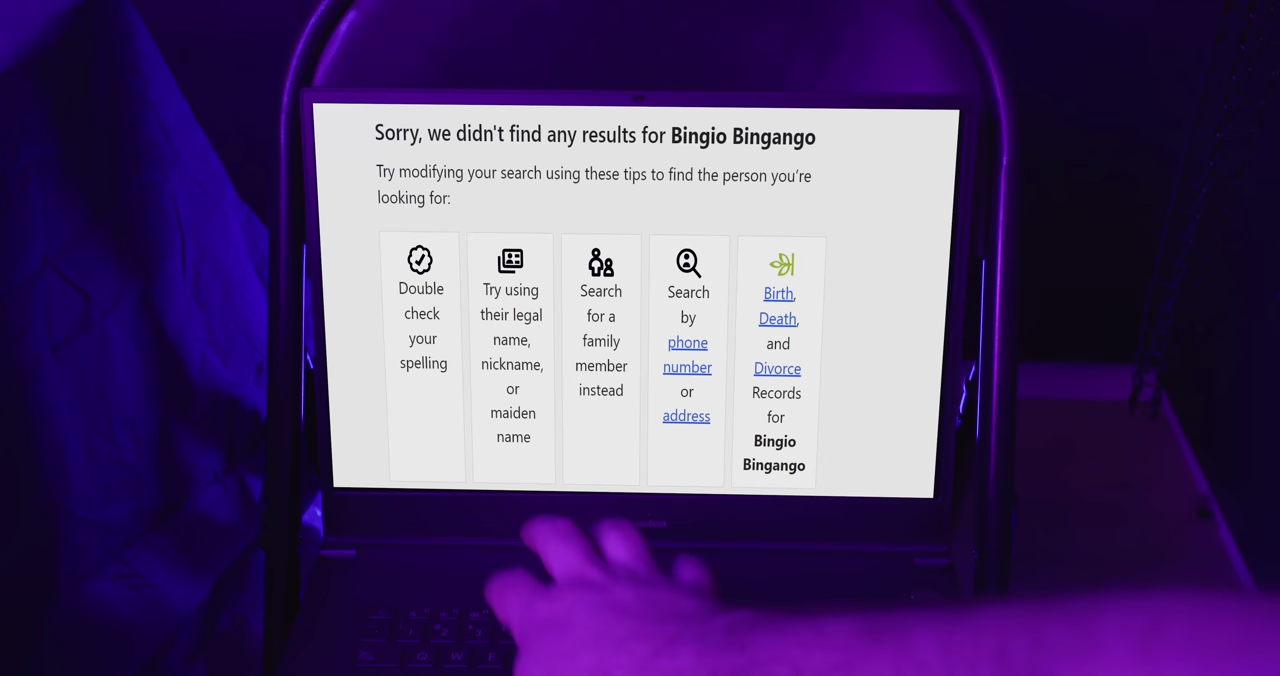 Sorry, we didn't find any results for Bingio Bingango
Try modifying your search using these tips to find the person you're
looking for:
Double
check
your
spelling
Try using
their legal
name,
nickname,
or
maiden
name
Search
for a
family
member
instead
Search
by
phone
number
or
address
Birth,
Death,
and
Divorce
Records
for
Bingio
Bingango
Q W E